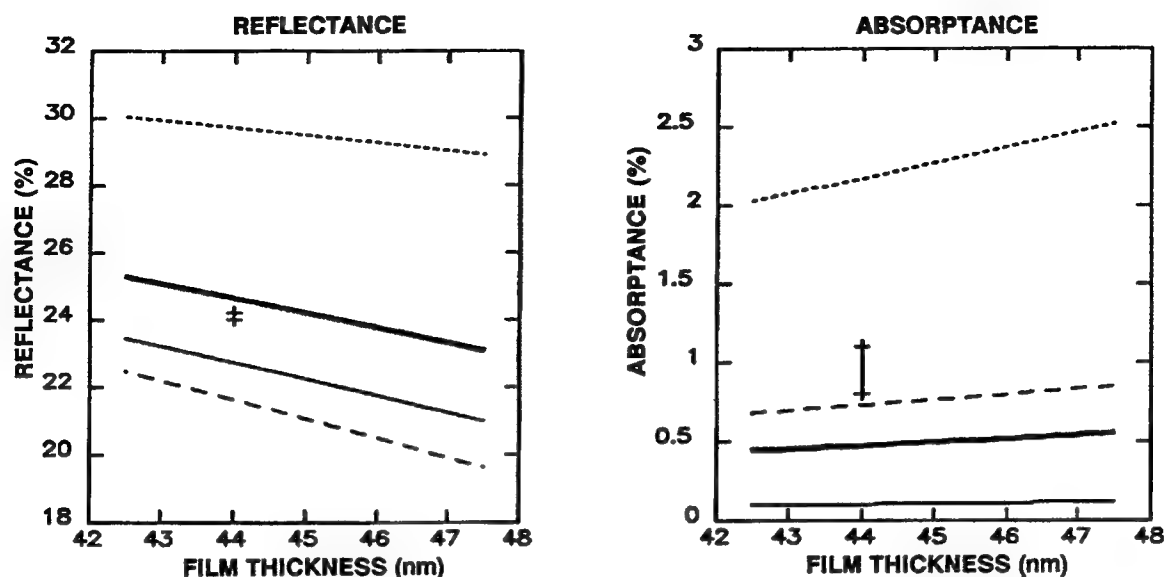 REFLECTANCE
32
30
28
26
24
22
20
18
REFLECTANCE (%)
42 43 44 45 46 47 48
FILM THICKNESS (nm)
ABSORPTANCE
3
2.5
2
1.5
1
0.5
0
ABSORPTANCE (%)
42 43 44 45 46 47 48
FILM THICKNESS (nm)